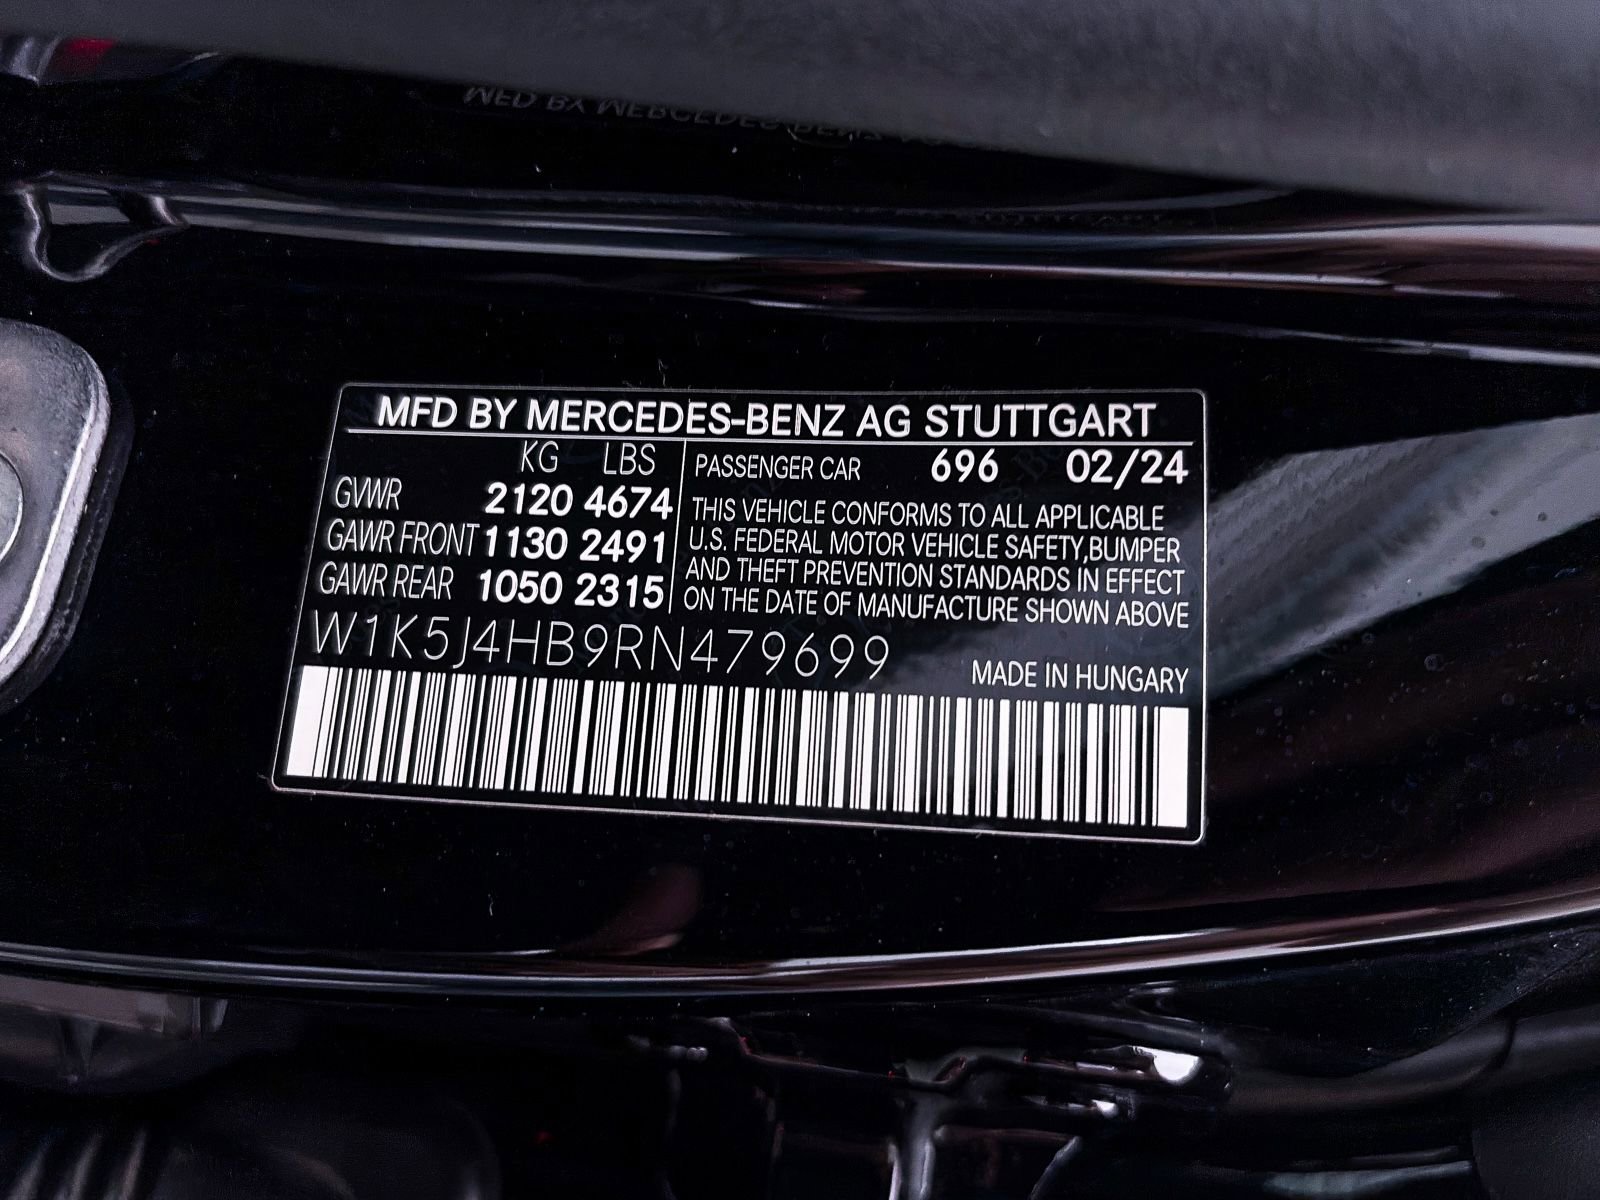 MFD BY MERCEDES-BENZ AG STUTTGART
KG LBS
GVWR 2120 4674
GAWR FRONT 1130 2491
GAWR REAR 1050 2315
PASSENGER CAR 696 02/24
THIS VEHICLE CONFORMS TO ALL APPLICABLE
U.S. FEDERAL MOTOR VEHICLE SAFETY,BUMPER
AND THEFT PREVENTION STANDARDS IN EFFECT
ON THE DATE OF MANUFACTURE SHOWN ABOVE
W1K5J4HB9RN479699
MADE IN HUNGARY